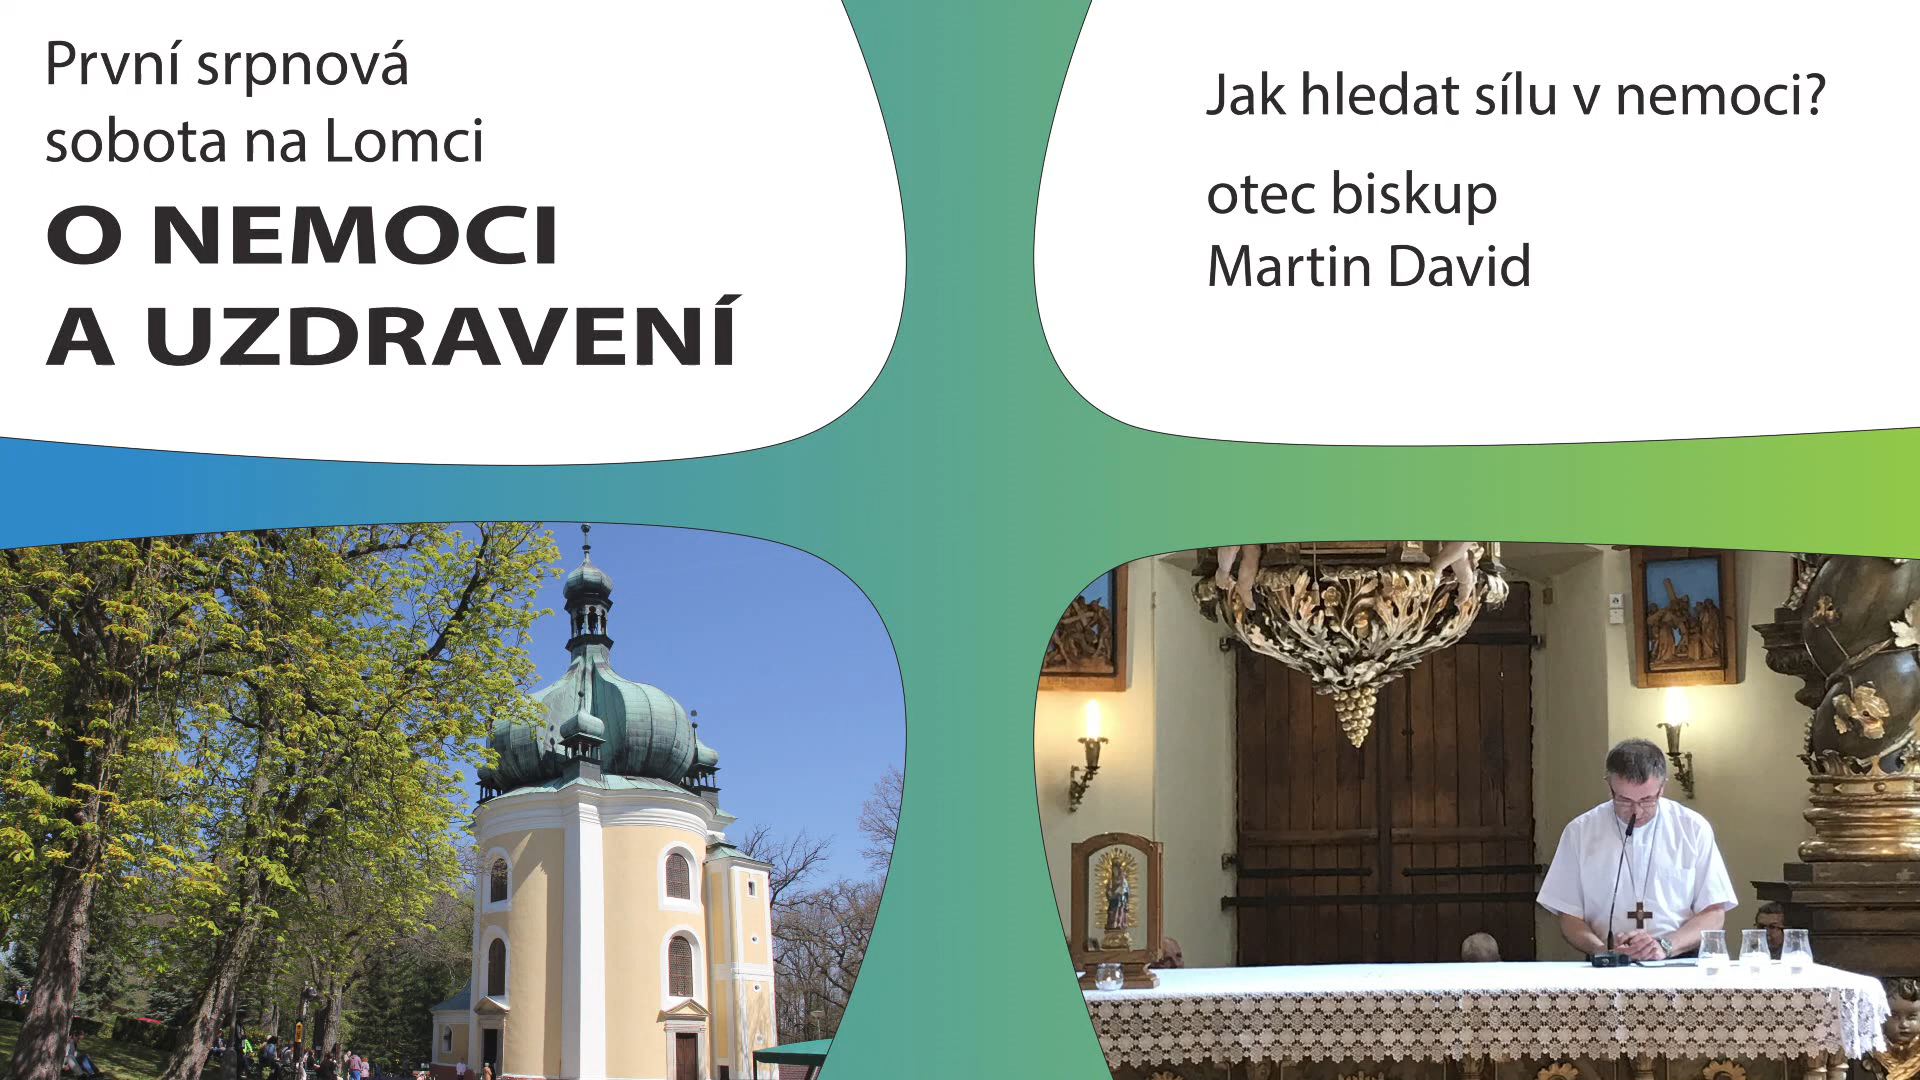 První srpnová
sobota na Lomci
O NEMOCI
A UZDRAVENÍ
Jak hledat sílu v nemoci?
otec biskup
Martin David